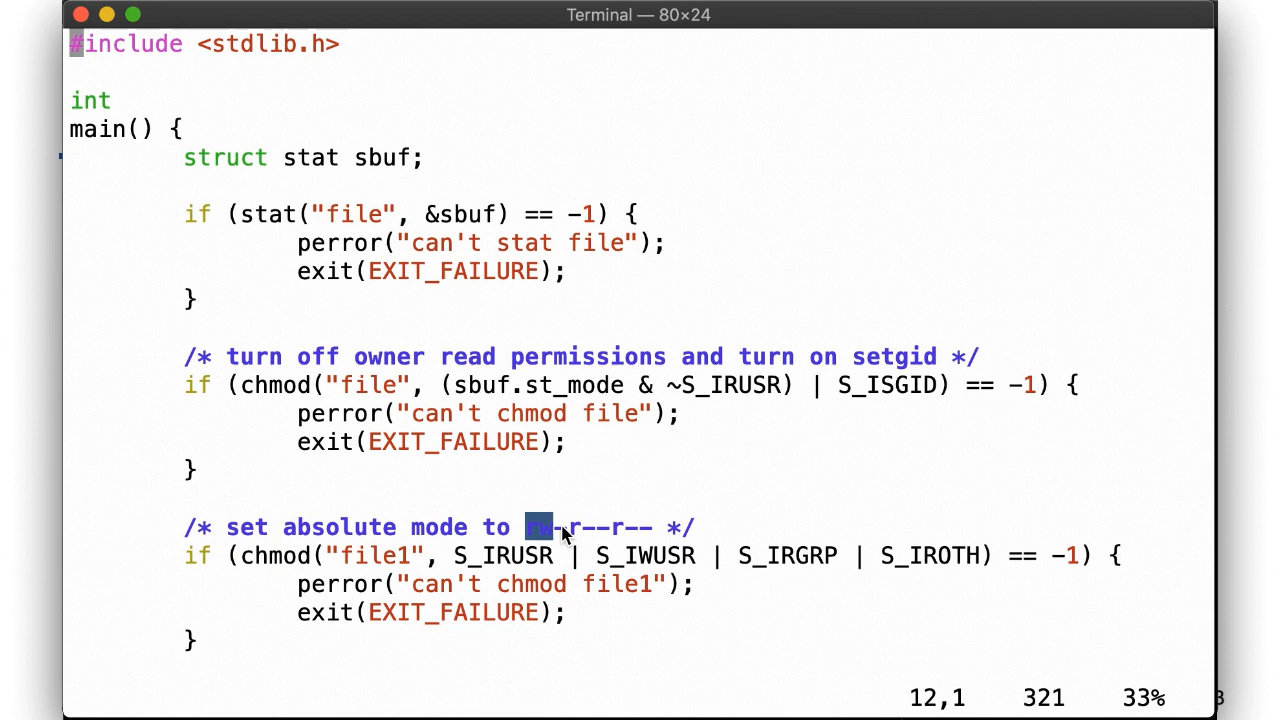 Terminal — 80×24
#include <stdlib.h>
int
main() {
struct stat sbuf;
if (stat("file", &sbuf) == -1) {
perror("can't stat file");
exit(EXIT_FAILURE);
}
/* turn off owner read permissions and turn on setgid */
if (chmod("file", (sbuf.st_mode & ~S_IRUSR) | S_ISGID) == -1) {
perror("can't chmod file");
exit(EXIT_FAILURE);
}
/* set absolute mode to rw-r--r-- */
if (chmod("file1", S_IRUSR | S_IWUSR | S_IRGRP | S_IROTH) == -1) {
perror("can't chmod file1");
exit(EXIT_FAILURE);
}
12,1 321 33%